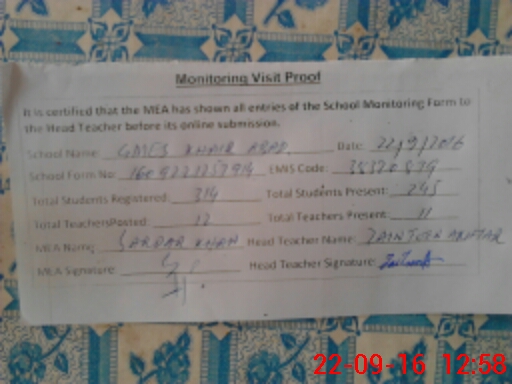 Monitoring Visit Proof
It is certified that the MEA has shown all entries of the School Monitoring Form to
the Head Teacher before its online submission.
School Name: GMES KHAIR ABAD Date: 22/9/2016
School Form No: EMIS Code:
Total Students Registered: 314 Total Students Present: 245
Total TeachersPosted: 12 Total Teachers Present: 11
MEA Name: SARDAR KHAN Head Teacher Name:
MEA Signature: Head Teacher Signature:
22-09-16 12:58